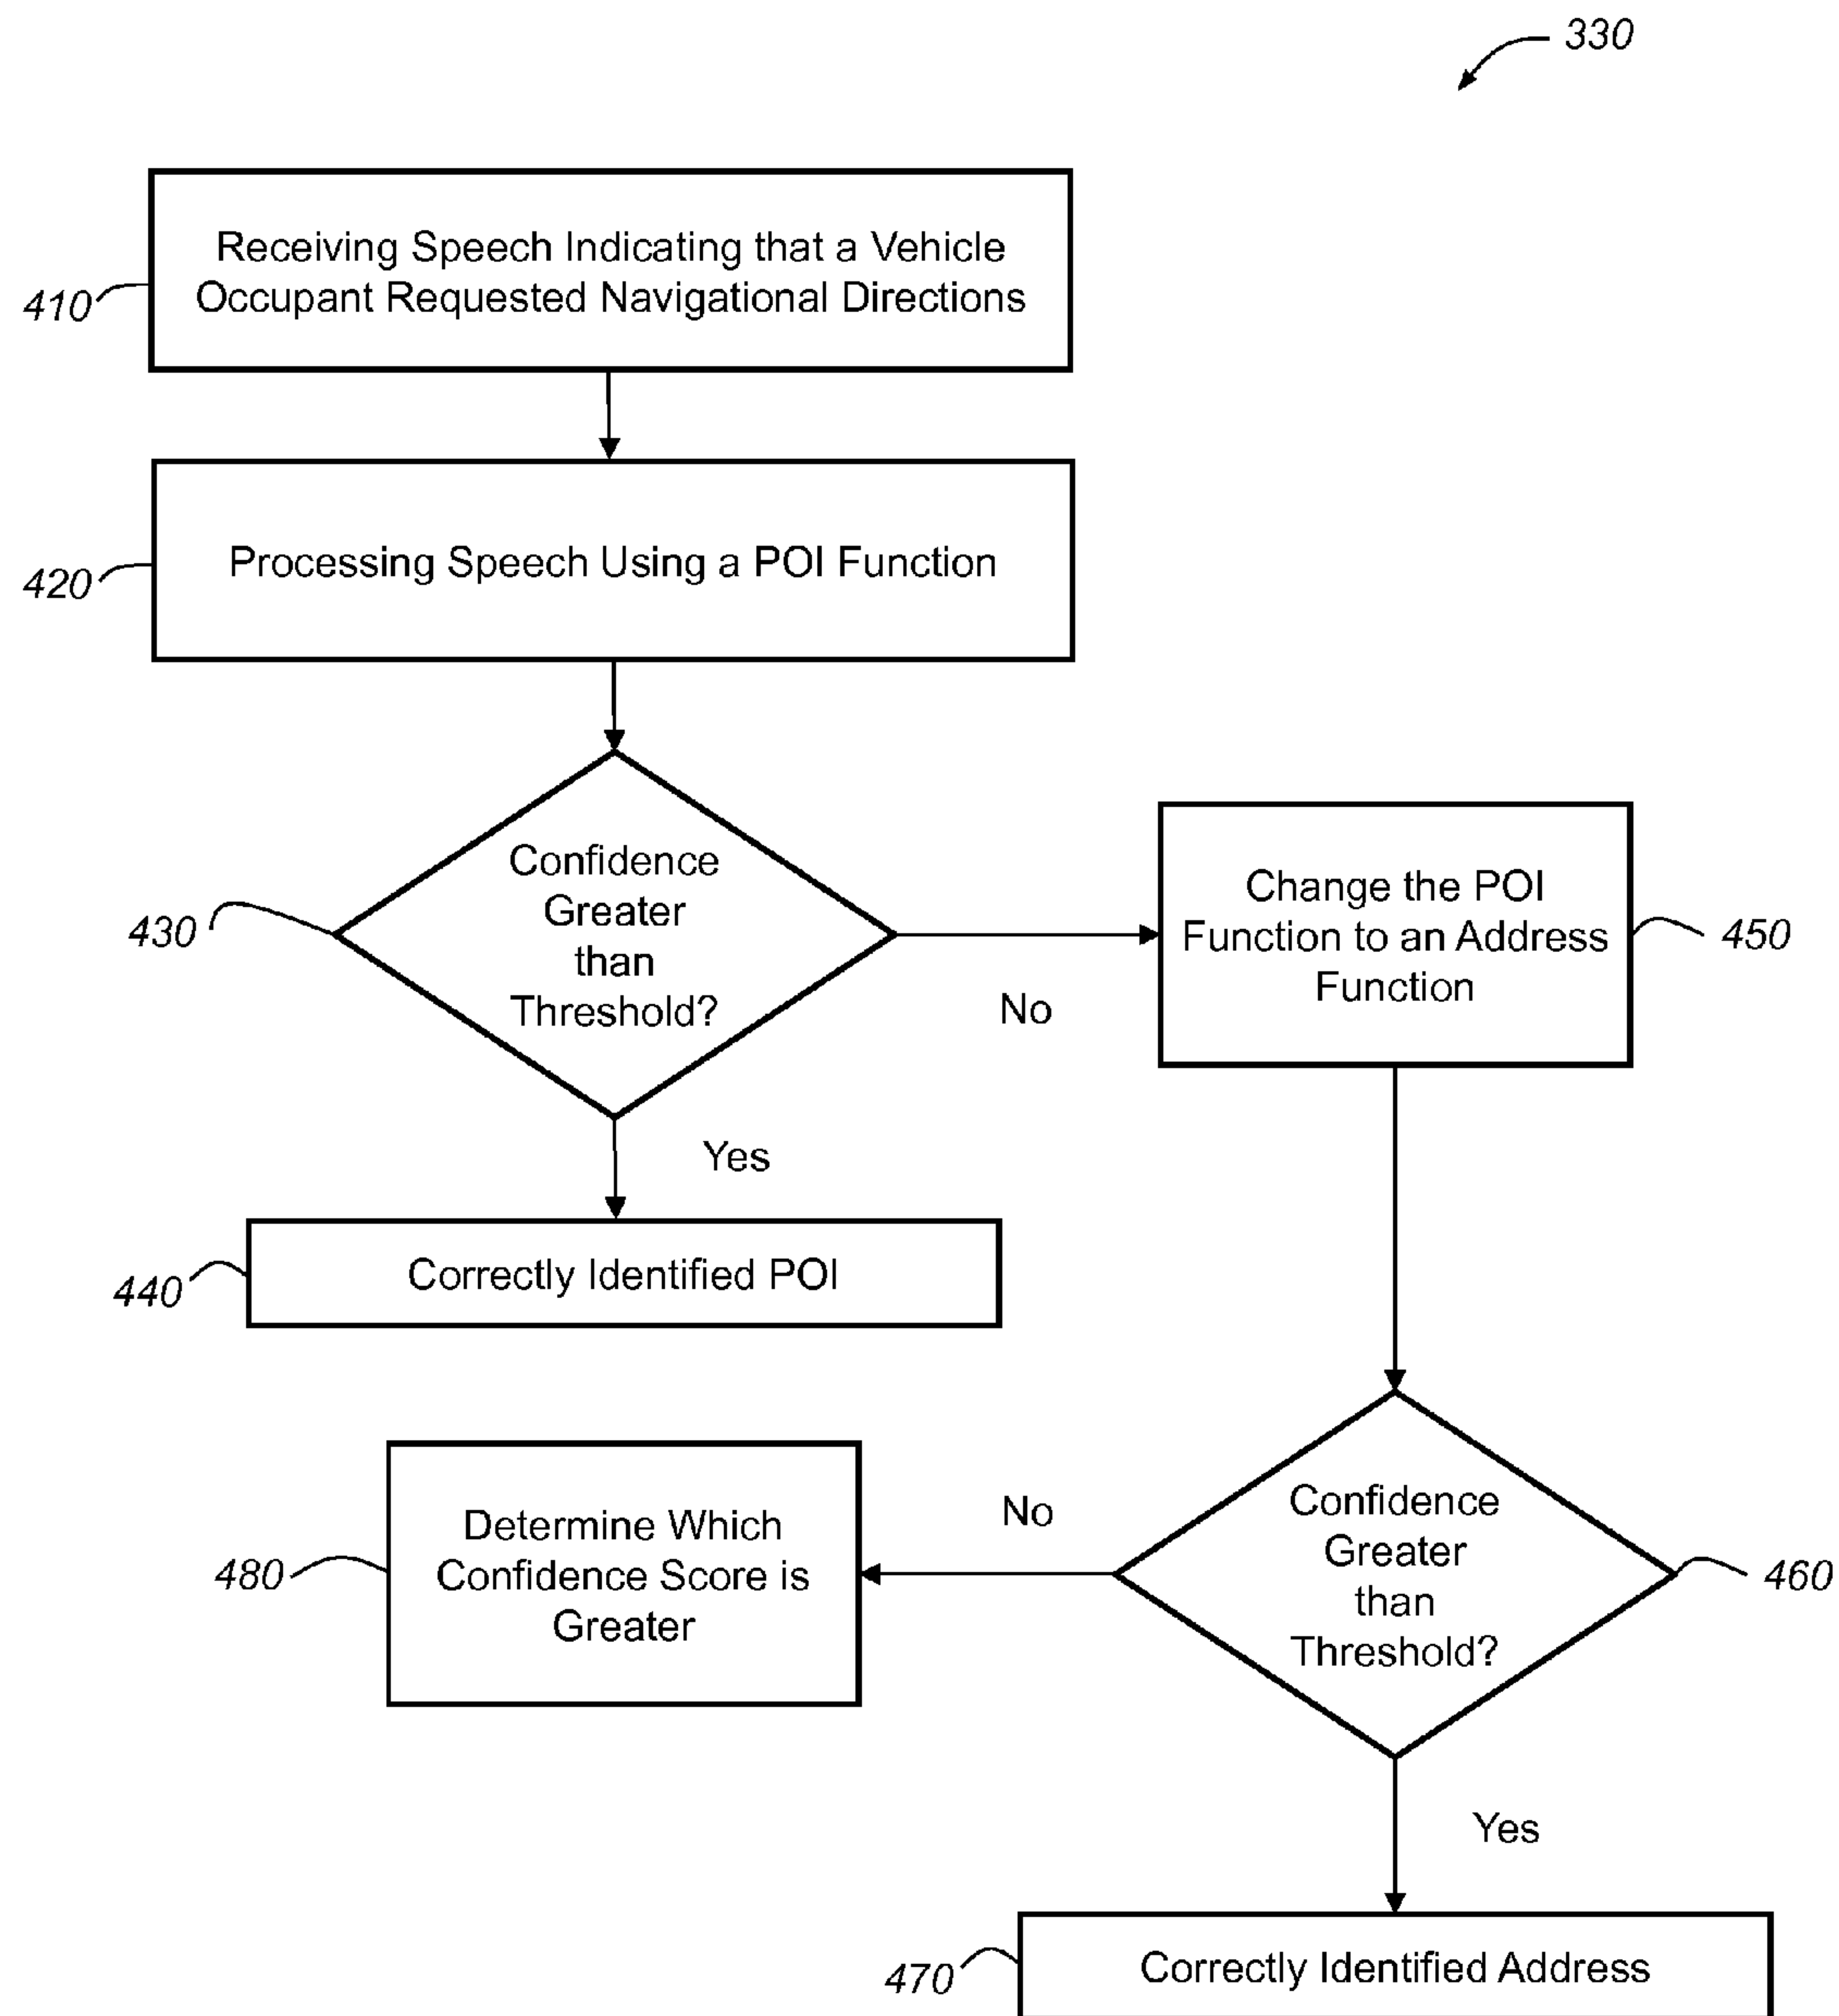 330
Receiving Speech Indicating that a Vehicle
Occupant Requested Navigational Directions
410
Processing Speech Using a POI Function
420
Confidence
Greater
than
Threshold?
430
No
Change the POI
Function to an Address
Function
450
Yes
Correctly Identified POI
440
Confidence
Greater
than
Threshold?
460
No
Determine Which
Confidence Score is
Greater
480
Yes
Correctly Identified Address
470